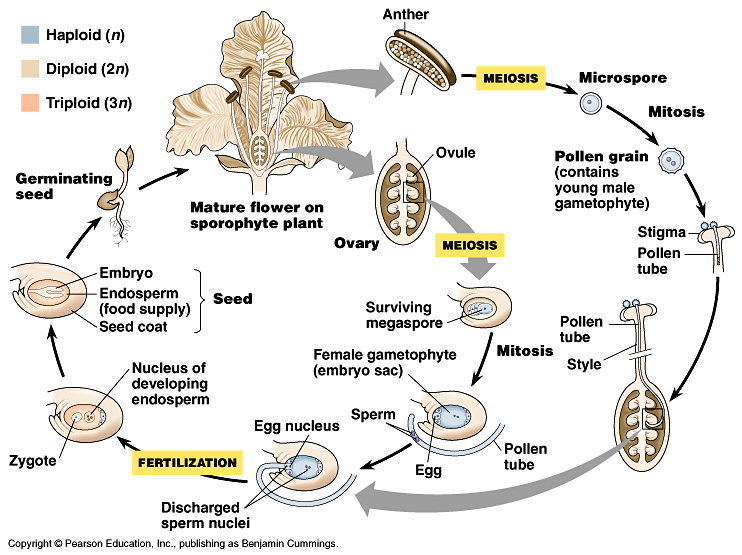 Haploid (n)
Diploid (2n)
Triploid (3n)
Anther
MEIOSIS
Microspore
Mitosis
Pollen grain
(contains
young male
gametophyte)
Stigma
Pollen
tube
Germinating
seed
Mature flower on
sporophyte plant
Ovule
Ovary
MEIOSIS
Embryo
Endosperm
(food supply)
Seed coat
Seed
Surviving
megaspore
Mitosis
Pollen
tube
Style
Female gametophyte
(embryo sac)
Nucleus of
developing
endosperm
Sperm
Egg
Pollen
tube
Egg nucleus
Zygote
FERTILIZATION
Discharged
sperm nuclei
Copyright © Pearson Education, Inc., publishing as Benjamin Cummings.